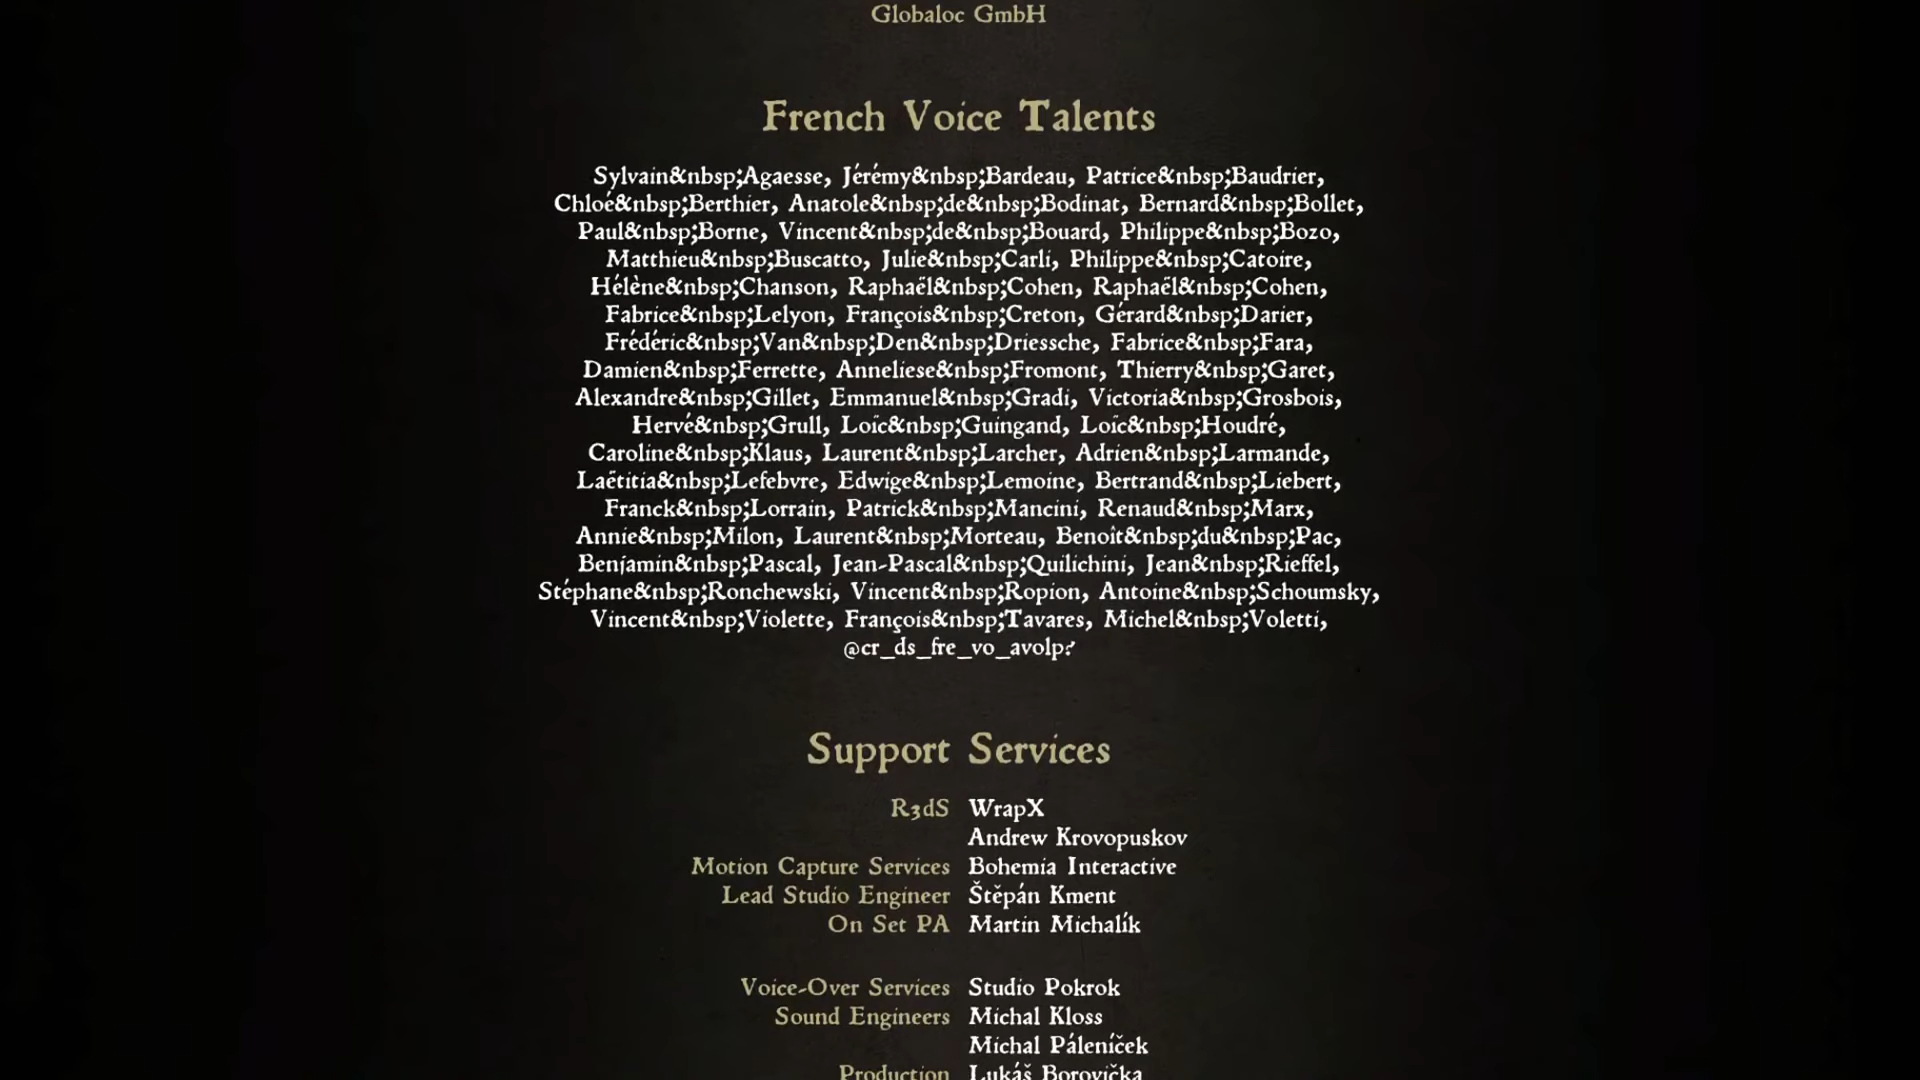 Globaloc GmbH
French Voice Talents
Sylvain&nbsp;Agaesse, Jérémy&nbsp;Bardeau, Patrice&nbsp;Baudrier,
Chloé&nbsp;Berthier, Anatole&nbsp;de&nbsp;Bodinat, Bernard&nbsp;Bollet,
Paul&nbsp;Borne, Vincent&nbsp;de&nbsp;Bouard, Philippe&nbsp;Bozo,
Matthieu&nbsp;Buscatto, Julie&nbsp;Carli, Philippe&nbsp;Catoire,
Hélène&nbsp;Chanson, Raphaël&nbsp;Cohen, Raphaël&nbsp;Cohen,
Fabrice&nbsp;Lelyon, François&nbsp;Creton, Gérard&nbsp;Darier,
Frédéric&nbsp;Van&nbsp;Den&nbsp;Driessche, Fabrice&nbsp;Fara,
Damien&nbsp;Ferrette, Anneliese&nbsp;Fromont, Thierry&nbsp;Garet,
Alexandre&nbsp;Gillet, Emmanuel&nbsp;Gradi, Victoria&nbsp;Grosbois,
Hervé&nbsp;Grull, Loïc&nbsp;Guingand, Loïc&nbsp;Houdré,
Caroline&nbsp;Klaus, Laurent&nbsp;Larcher, Adrien&nbsp;Larmande,
Laëtitia&nbsp;Lefebvre, Edwige&nbsp;Lemoine, Bertrand&nbsp;Liebert,
Franck&nbsp;Lorrain, Patrick&nbsp;Mancini, Renaud&nbsp;Marx,
Annie&nbsp;Milon, Laurent&nbsp;Morteau, Benoît&nbsp;du&nbsp;Pac,
Benjamin&nbsp;Pascal, Jean-Pascal&nbsp;Quilichini, Jean&nbsp;Rieffel,
Stéphane&nbsp;Ronchewski, Vincent&nbsp;Ropion, Antoine&nbsp;Schoumsky,
Vincent&nbsp;Violette, François&nbsp;Tavares, Michel&nbsp;Voletti,
@cr_ds_fre_vo_avolp?
Support Services
R3dS WrapX
Andrew Krovopuskov
Motion Capture Services Bohemia Interactive
Lead Studio Engineer Štěpán Kment
On Set PA Martin Michalík
Voice-Over Services Studio Pokrok
Sound Engineers Michal Kloss
Michal Páleníček
Production Lukáš Borovička